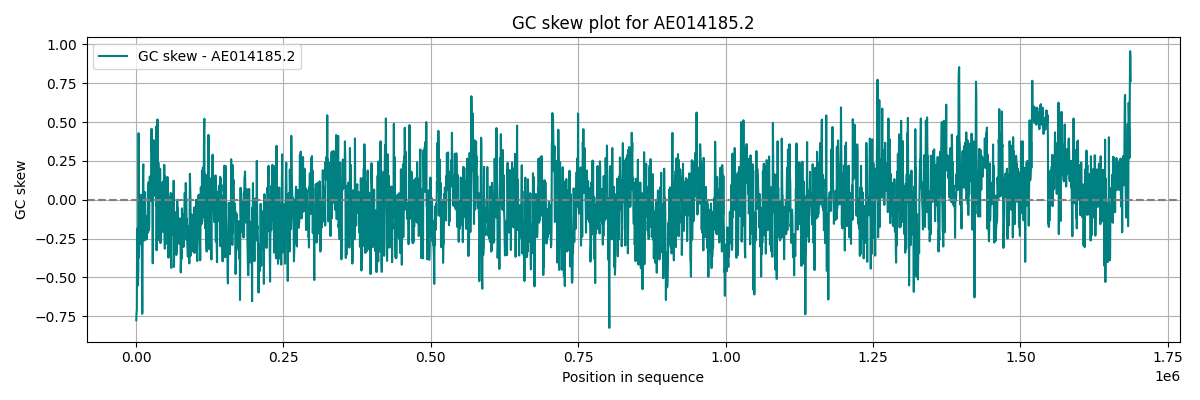 GC skew plot for AE014185.2
GC skew - AE014185.2
1.00
0.75
0.50
0.25
0.00
−0.25
−0.50
−0.75
GC skew
0.00 0.25 0.50 0.75 1.00 1.25 1.50 1.75
1e6
Position in sequence